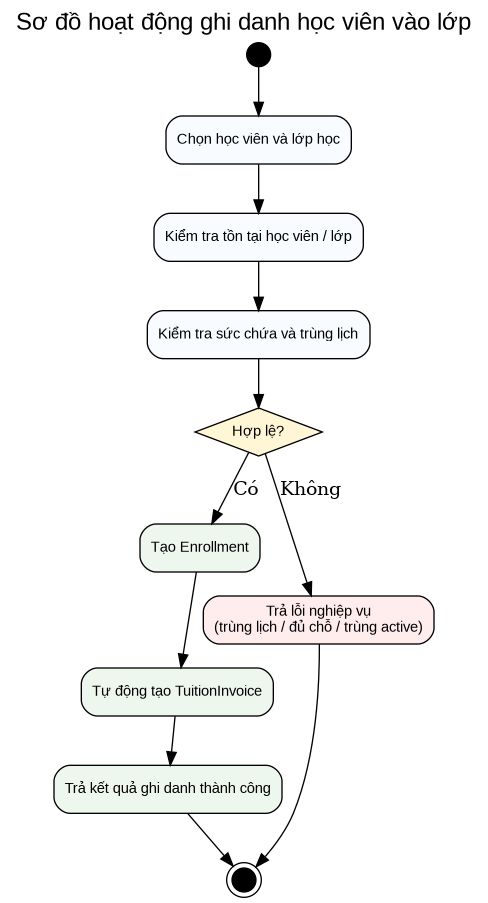 Sơ đồ hoạt động ghi danh học viên vào lớp
Chọn học viên và lớp học
Kiểm tra tồn tại học viên / lớp
Kiểm tra sức chứa và trùng lịch
Hợp lệ?
Có
Không
Tạo Enrollment
Trả lỗi nghiệp vụ
(trùng lịch / đủ chỗ / trùng active)
Tự động tạo TuitionInvoice
Trả kết quả ghi danh thành công